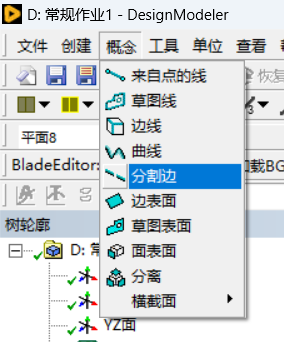 D: 常规作业1 - DesignModeler
文件 创建 概念 工具 单位 查看
来自点的线
草图线
边线
曲线
分割边
边表面
草图表面
面表面
分离
横截面
恢复
平面8
BladeEditor:
加载BG
树轮廓
D: 常
YZ面